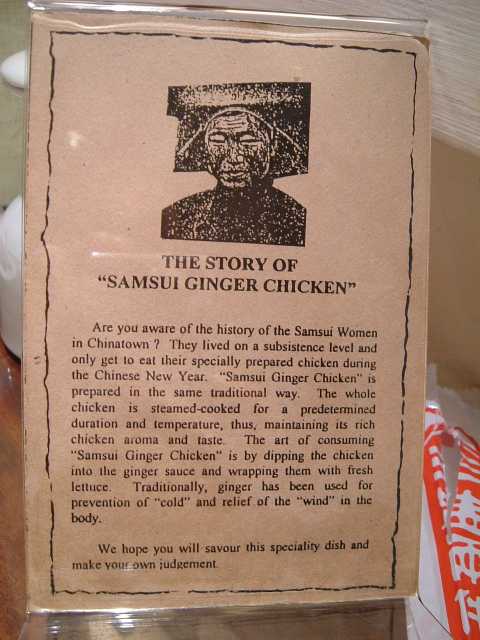 THE STORY OF
"SAMSUI GINGER CHICKEN"
Are you aware of the history of the Samsui Women
in Chinatown ? They lived on a subsistence level and
only get to eat their specially prepared chicken during
the Chinese New Year. "Samsui Ginger Chicken" is
prepared in the same traditional way. The whole
chicken is steamed-cooked for a predetermined
duration and temperature, thus, maintaining its rich
chicken aroma and taste. The art of consuming
"Samsui Ginger Chicken" is by dipping the chicken
into the ginger sauce and wrapping them with fresh
lettuce. Traditionally, ginger has been used for
prevention of "cold" and relief of the "wind" in the
body.
We hope you will savour this speciality dish and
make your own judgement.